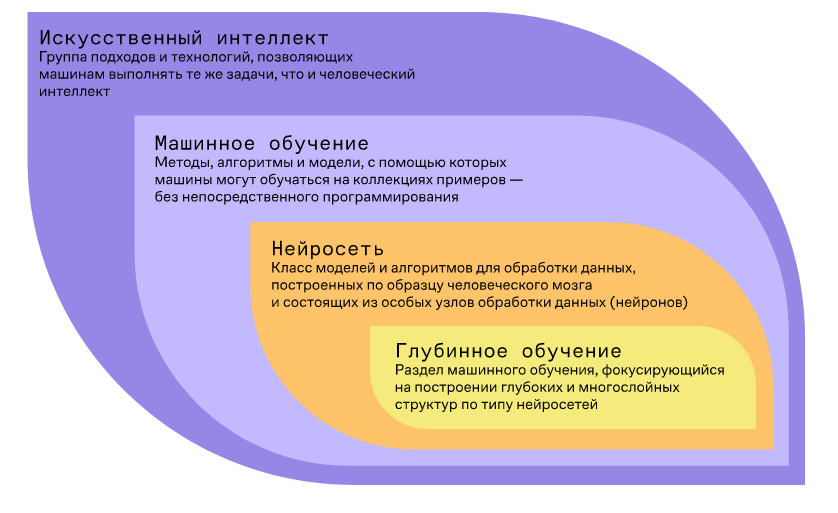 Искусственный интеллект
Группа подходов и технологий, позволяющих
машинам выполнять те же задачи, что и человеческий
интеллект
Машинное обучение
Методы, алгоритмы и модели, с помощью которых
машины могут обучаться на коллекциях примеров —
без непосредственного программирования
Нейросеть
Класс моделей и алгоритмов для обработки данных,
построенных по образцу человеческого мозга
и состоящих из особых узлов обработки данных (нейронов)
Глубинное обучение
Раздел машинного обучения, фокусирующийся
на построении глубоких и многослойных
структур по типу нейросетей